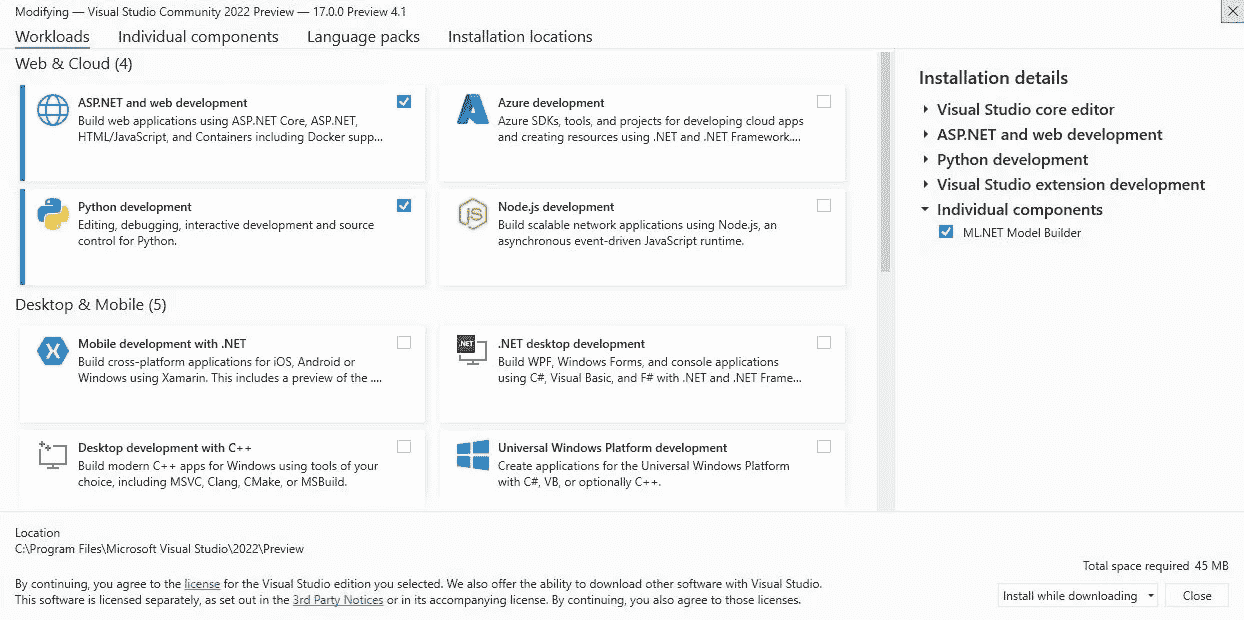 Modifying — Visual Studio Community 2022 Preview — 17.0.0 Preview 4.1
Workloads Individual components Language packs Installation locations
Web & Cloud (4)
ASP.NET and web development
Build web applications using ASP.NET Core, ASP.NET,
HTML/JavaScript, and Containers including Docker supp...
Azure development
Azure SDKs, tools, and projects for developing cloud apps
and creating resources using .NET and .NET Framework....
Python development
Editing, debugging, interactive development and source
control for Python.
JS
Node.js development
Build scalable network applications using Node.js, an
asynchronous event-driven JavaScript runtime.
Desktop & Mobile (5)
Mobile development with .NET
Build cross-platform applications for iOS, Android or
Windows using Xamarin. This includes a preview of the ....
.NET
.NET desktop development
Build WPF, Windows Forms, and console applications
using C#, Visual Basic, and F# with .NET and .NET Frame...
Desktop development with C++
Build modern C++ apps for Windows using tools of your
choice, including MSVC, Clang, CMake, or MSBuild.
Universal Windows Platform development
Create applications for the Universal Windows Platform
with C#, VB, or optionally C++.
Installation details
Visual Studio core editor
ASP.NET and web development
Python development
Visual Studio extension development
Individual components
ML.NET Model Builder
Location
C:\Program Files\Microsoft Visual Studio\2022\Preview
By continuing, you agree to the license for the Visual Studio edition you selected. We also offer the ability to download other software with Visual Studio.
This software is licensed separately, as set out in the 3rd Party Notices or in its accompanying license. By continuing, you also agree to those licenses.
Total space required 45 MB
Install while downloading
Close